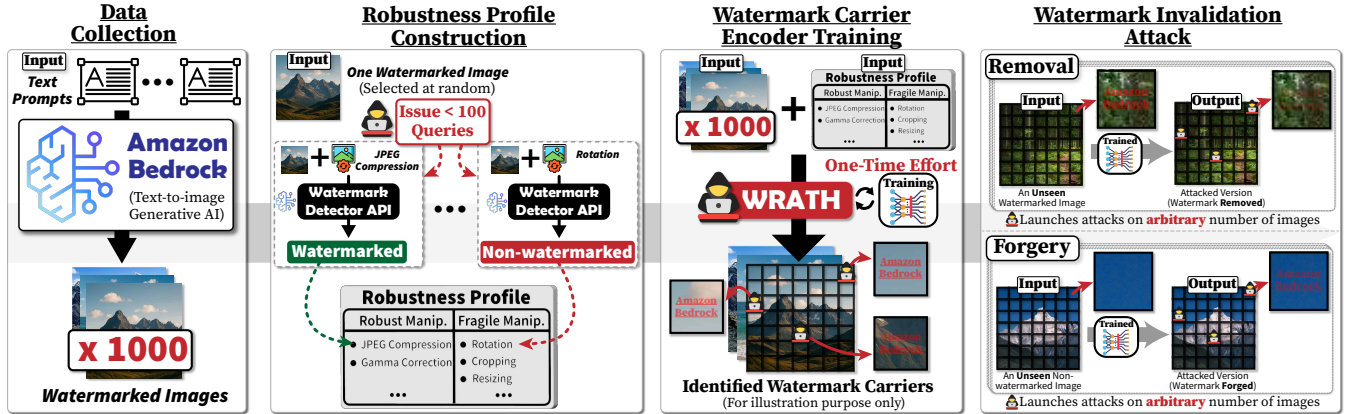 Data
Collection
Input
Text
Prompts
A
A
Amazon
Bedrock
(Text-to-image
Generative AI)
x 1000
Watermarked Images
Robustness Profile
Construction
Input
One Watermarked Image
(Selected at random)
Issue < 100
Queries
JPEG
Compression
Rotation
Watermark
Detector API
Watermark
Detector API
Watermarked
Non-watermarked
Robustness Profile
Robust Manip.
Fragile Manip.
JPEG Compression
Rotation
Gamma Correction
Cropping
Resizing
Watermark Carrier
Encoder Training
Input
Input
x 1000
Robustness Profile
Robust Manip.
Fragile Manip.
JPEG Compression
Rotation
Gamma Correction
Cropping
Resizing
One-Time Effort
WRATH
Training
Amazon
Bedrock
Amazon
Bedrock
Amazon
Bedrock
Identified Watermark Carriers
(For illustration purpose only)
Watermark Invalidation
Attack
Removal
Input
Amazon
Bedrock
Output
Trained
An Unseen
Watermarked Image
Attacked Version
(Watermark Removed)
Launches attacks on arbitrary number of images
Forgery
Input
Output
Amazon
Bedrock
Trained
An Unseen Non-
watermarked Image
Attacked Version
(Watermark Forged)
Launches attacks on arbitrary number of images